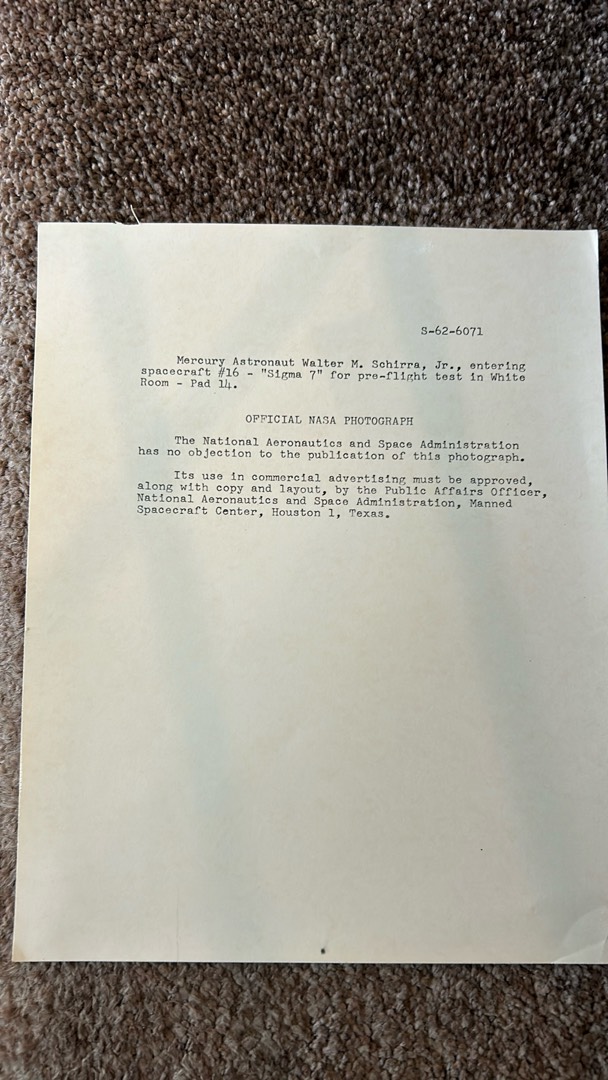 S-62-6071
Mercury Astronaut Walter M. Schirra, Jr., entering
spacecraft #16 - "Sigma 7" for pre-flight test in White
Room - Pad 14.
OFFICIAL NASA PHOTOGRAPH
The National Aeronautics and Space Administration
has no objection to the publication of this photograph.
Its use in commercial advertising must be approved,
along with copy and layout, by the Public Affairs Officer,
National Aeronautics and Space Administration, Manned
Spacecraft Center, Houston 1, Texas.